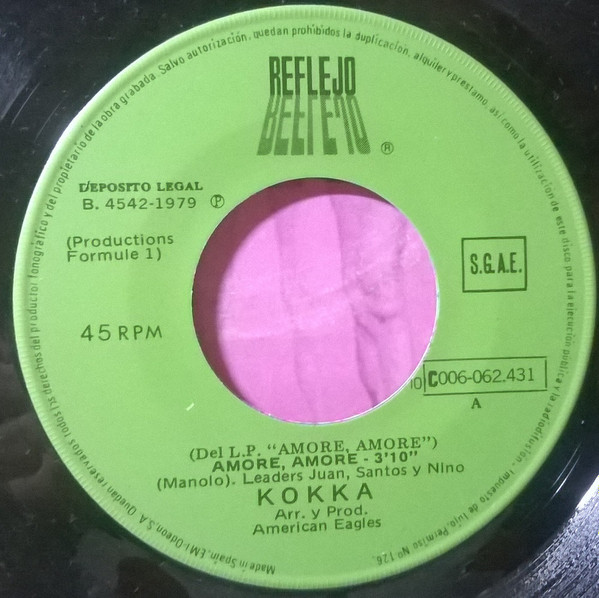 Quedan reservados todos los derechos del productor fonográfico y del propietario de la obra grabada. Salvo autorización, quedan prohibidos la duplicación, alquiler y prestamo, así como la utilización de este disco para la ejecución pública y la radiodifusión - Impuesto de lujo. Permiso Nº 126.
REFLEJO
®
DEPOSITO LEGAL
B. 4542-1979 ℗
(Productions
Formule 1)
S.G.A.E.
45 RPM
10 C006-062.431
A
(Del L.P. "AMORE, AMORE")
AMORE, AMORE - 3'10"
(Manolo). Leaders Juan, Santos y Nino
KOKKA
Arr. y Prod.
American Eagles
Made in Spain. EMI-Odeon, S.A.